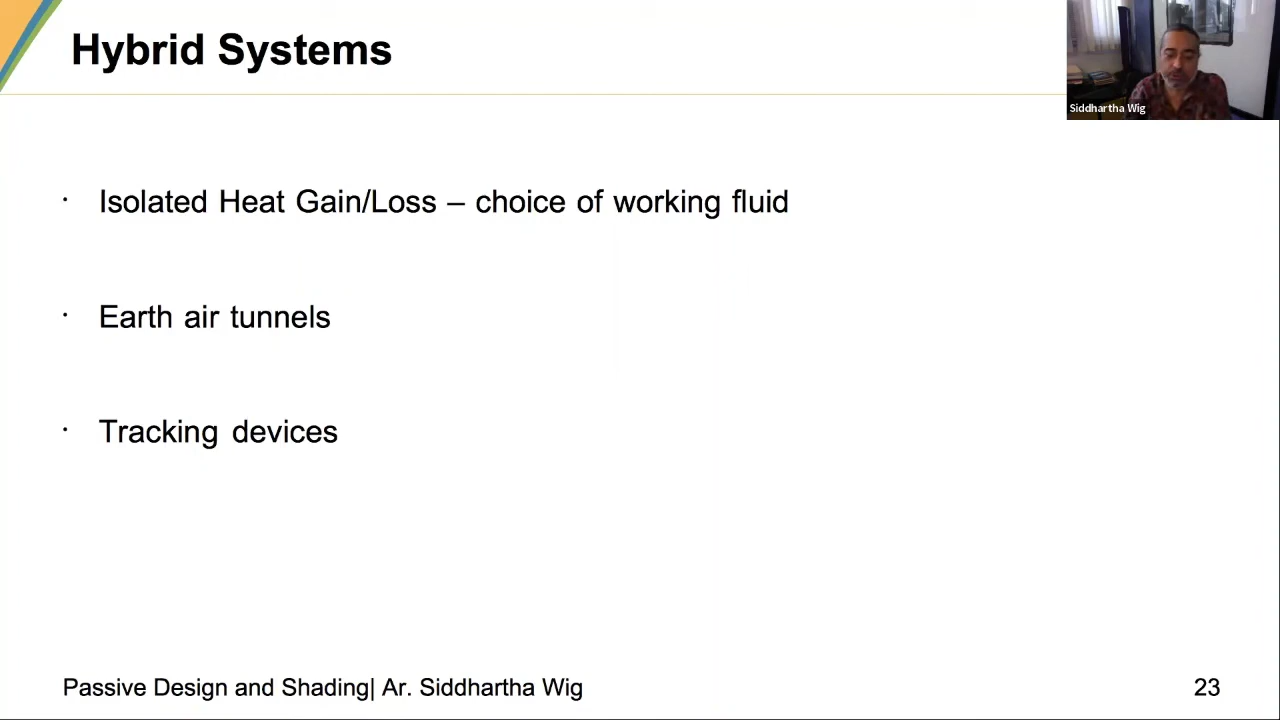 Hybrid Systems
Siddhartha Wig
· Isolated Heat Gain/Loss – choice of working fluid
· Earth air tunnels
· Tracking devices
Passive Design and Shading| Ar. Siddhartha Wig
23